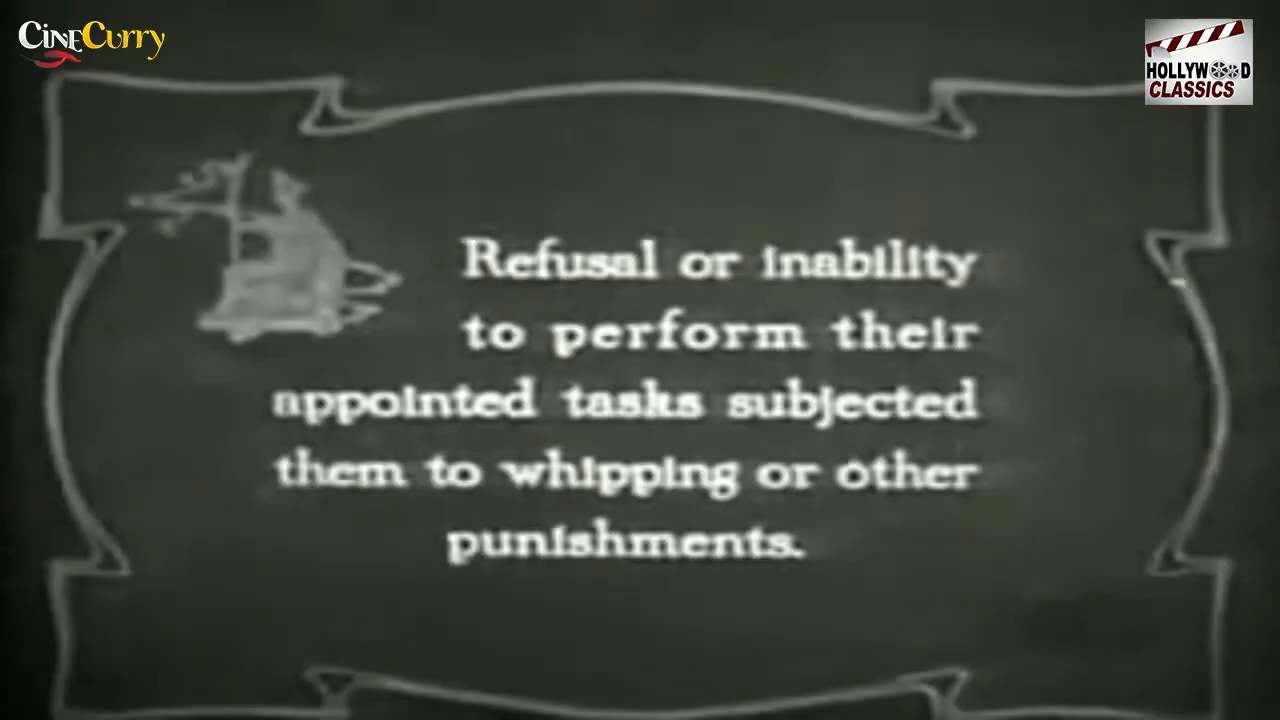 CINECURRY
HOLLYWOOD
CLASSICS
Refusal or inability
to perform their
appointed tasks subjected
them to whipping or other
punishments.